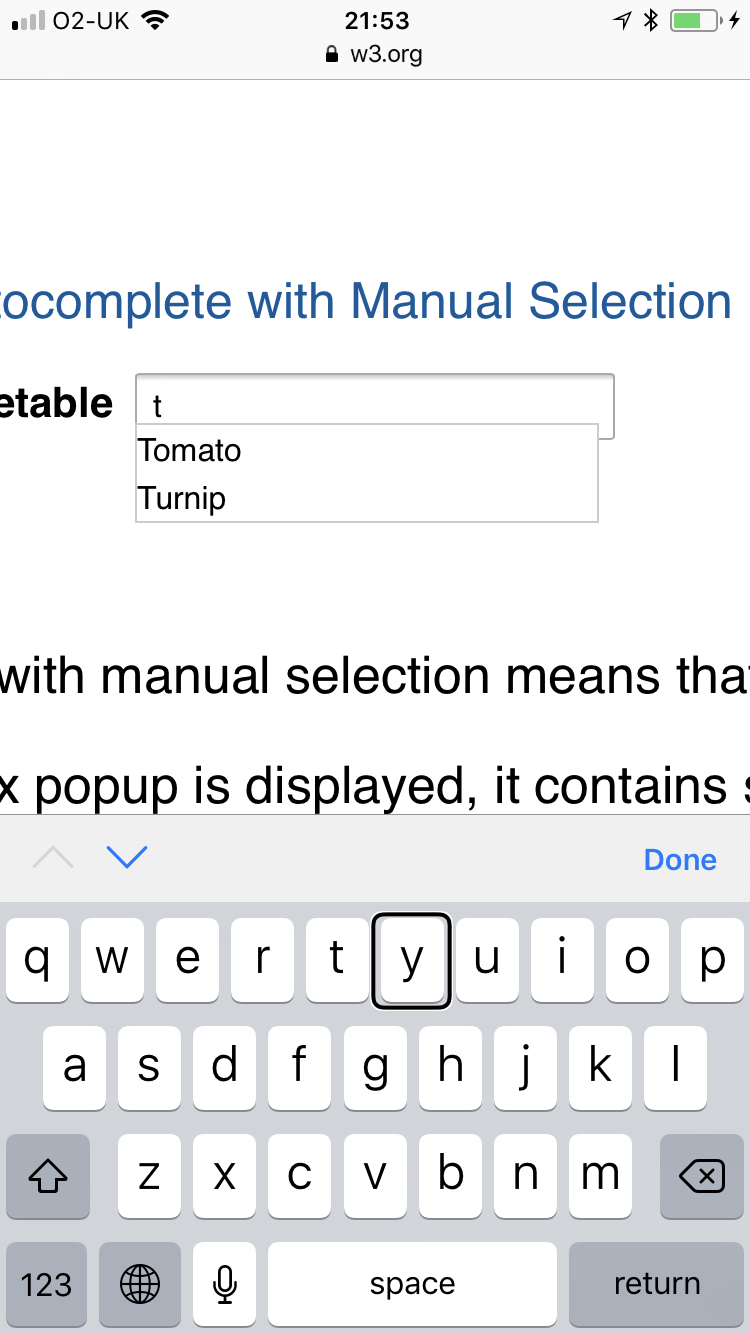 O2-UK 21:53
w3.org
tocomplete with Manual Selection
etable t
Tomato
Turnip
with manual selection means that
x popup is displayed, it contains s
Done
q w e r t y u i o p
a s d f g h j k l
z x c v b n m
123 space return